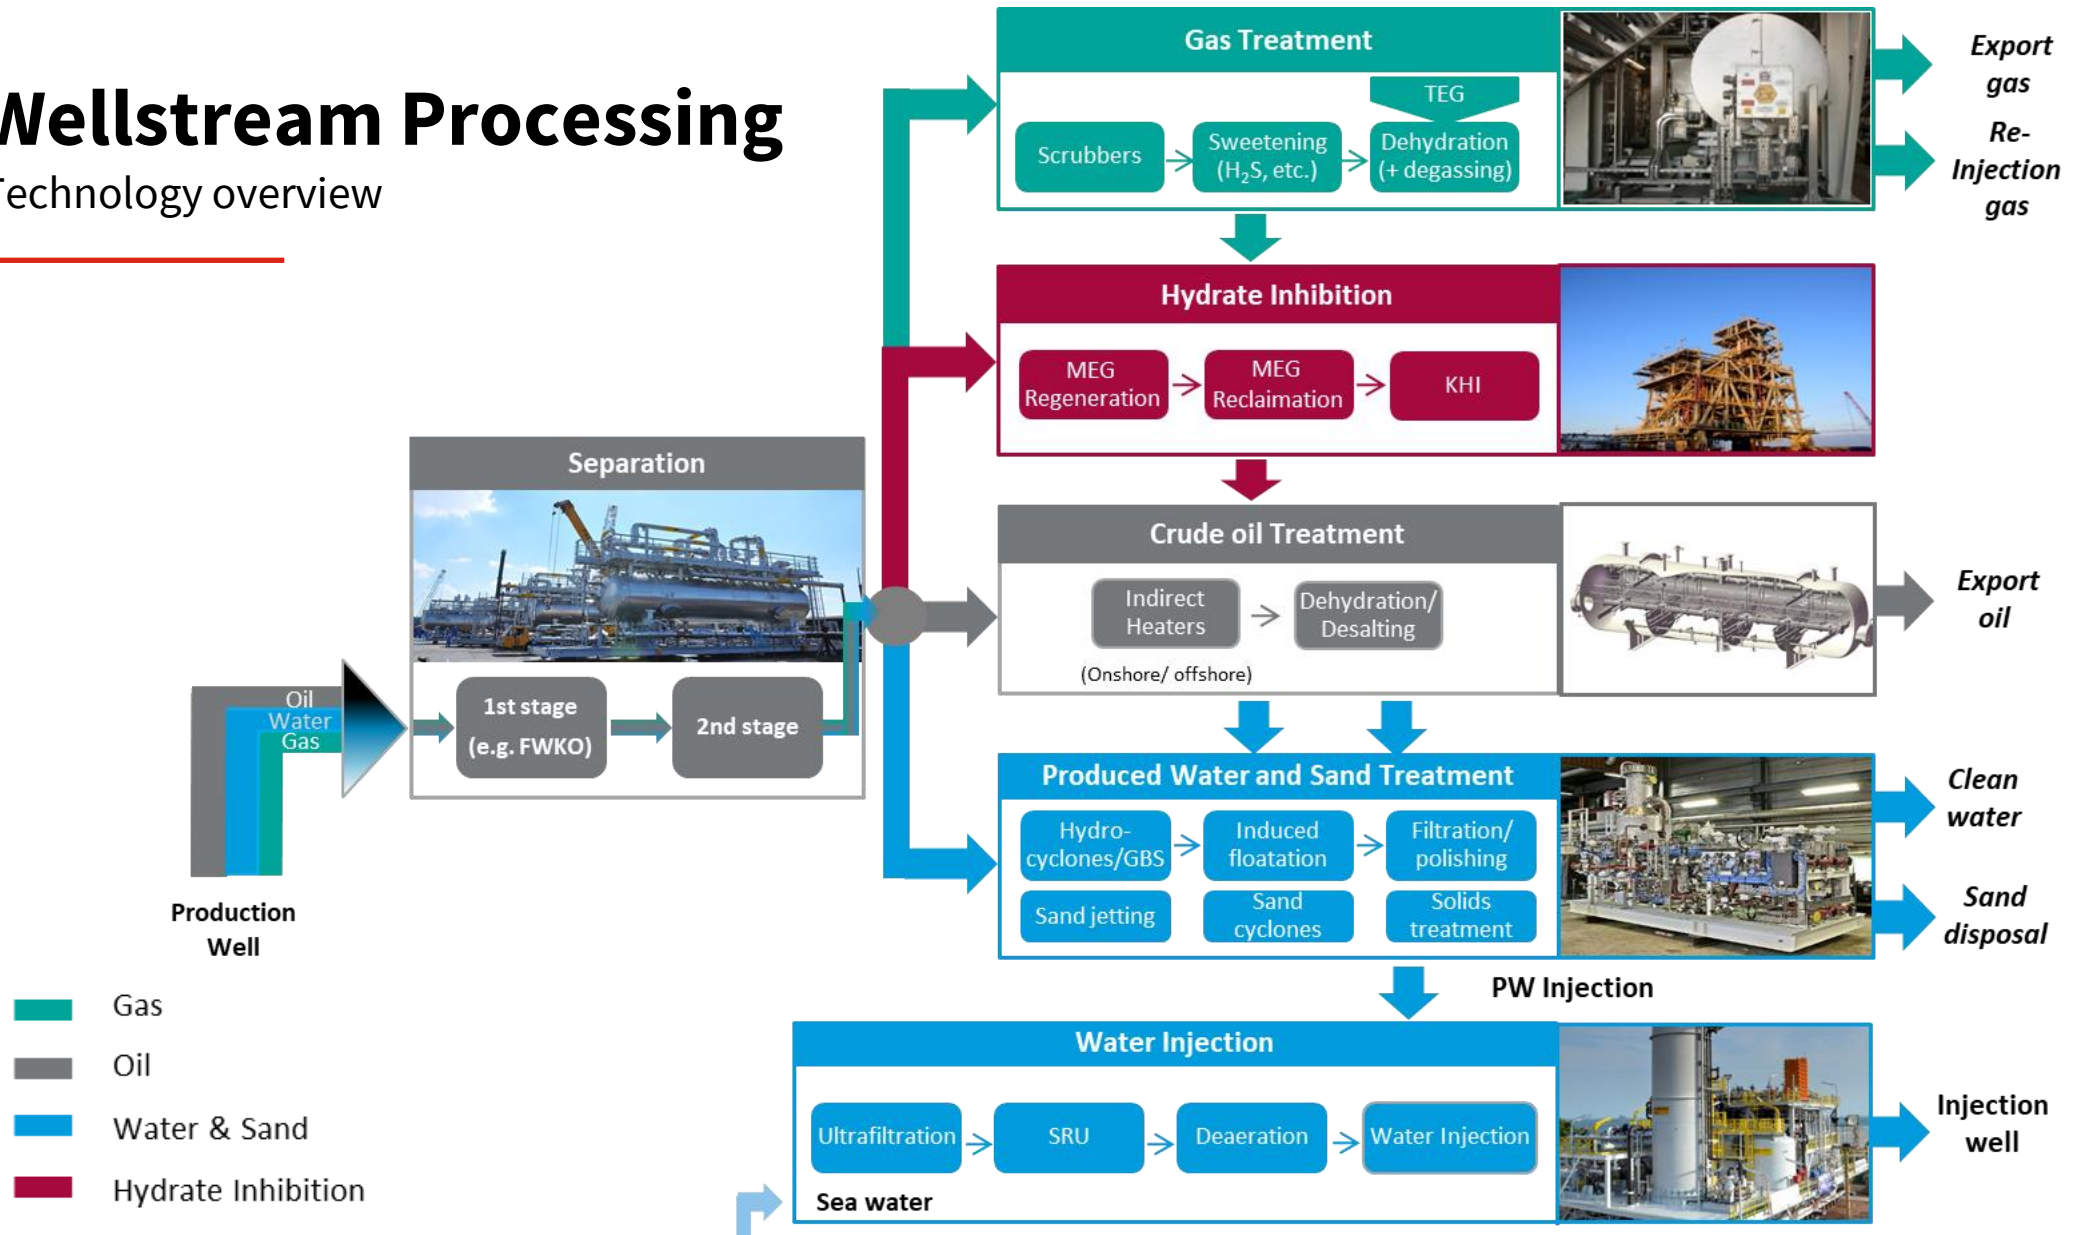 Wellstream Processing
Technology overview
Gas Treatment
TEG
Scrubbers
Sweetening
(H₂S, etc.)
Dehydration
(+ degassing)
Export
gas
Re-
Injection
gas
Hydrate Inhibition
MEG
Regeneration
MEG
Reclaimation
KHI
Separation
1st stage
(e.g. FWKO)
2nd stage
Oil
Water
Gas
Production
Well
Crude oil Treatment
Indirect
Heaters
Dehydration/
Desalting
(Onshore/ offshore)
Export
oil
Produced Water and Sand Treatment
Hydro-
cyclones/GBS
Induced
floatation
Filtration/
polishing
Sand jetting
Sand
cyclones
Solids
treatment
Clean
water
Sand
disposal
PW Injection
Water Injection
Ultrafiltration
SRU
Deaeration
Water Injection
Sea water
Injection
well
Gas
Oil
Water & Sand
Hydrate Inhibition